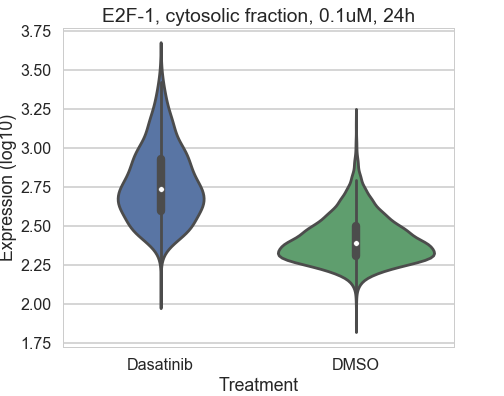 E2F-1, cytosolic fraction, 0.1uM, 24h
3.75
3.50
3.25
3.00
2.75
2.50
2.25
2.00
1.75
Expression (log10)
Dasatinib DMSO
Treatment